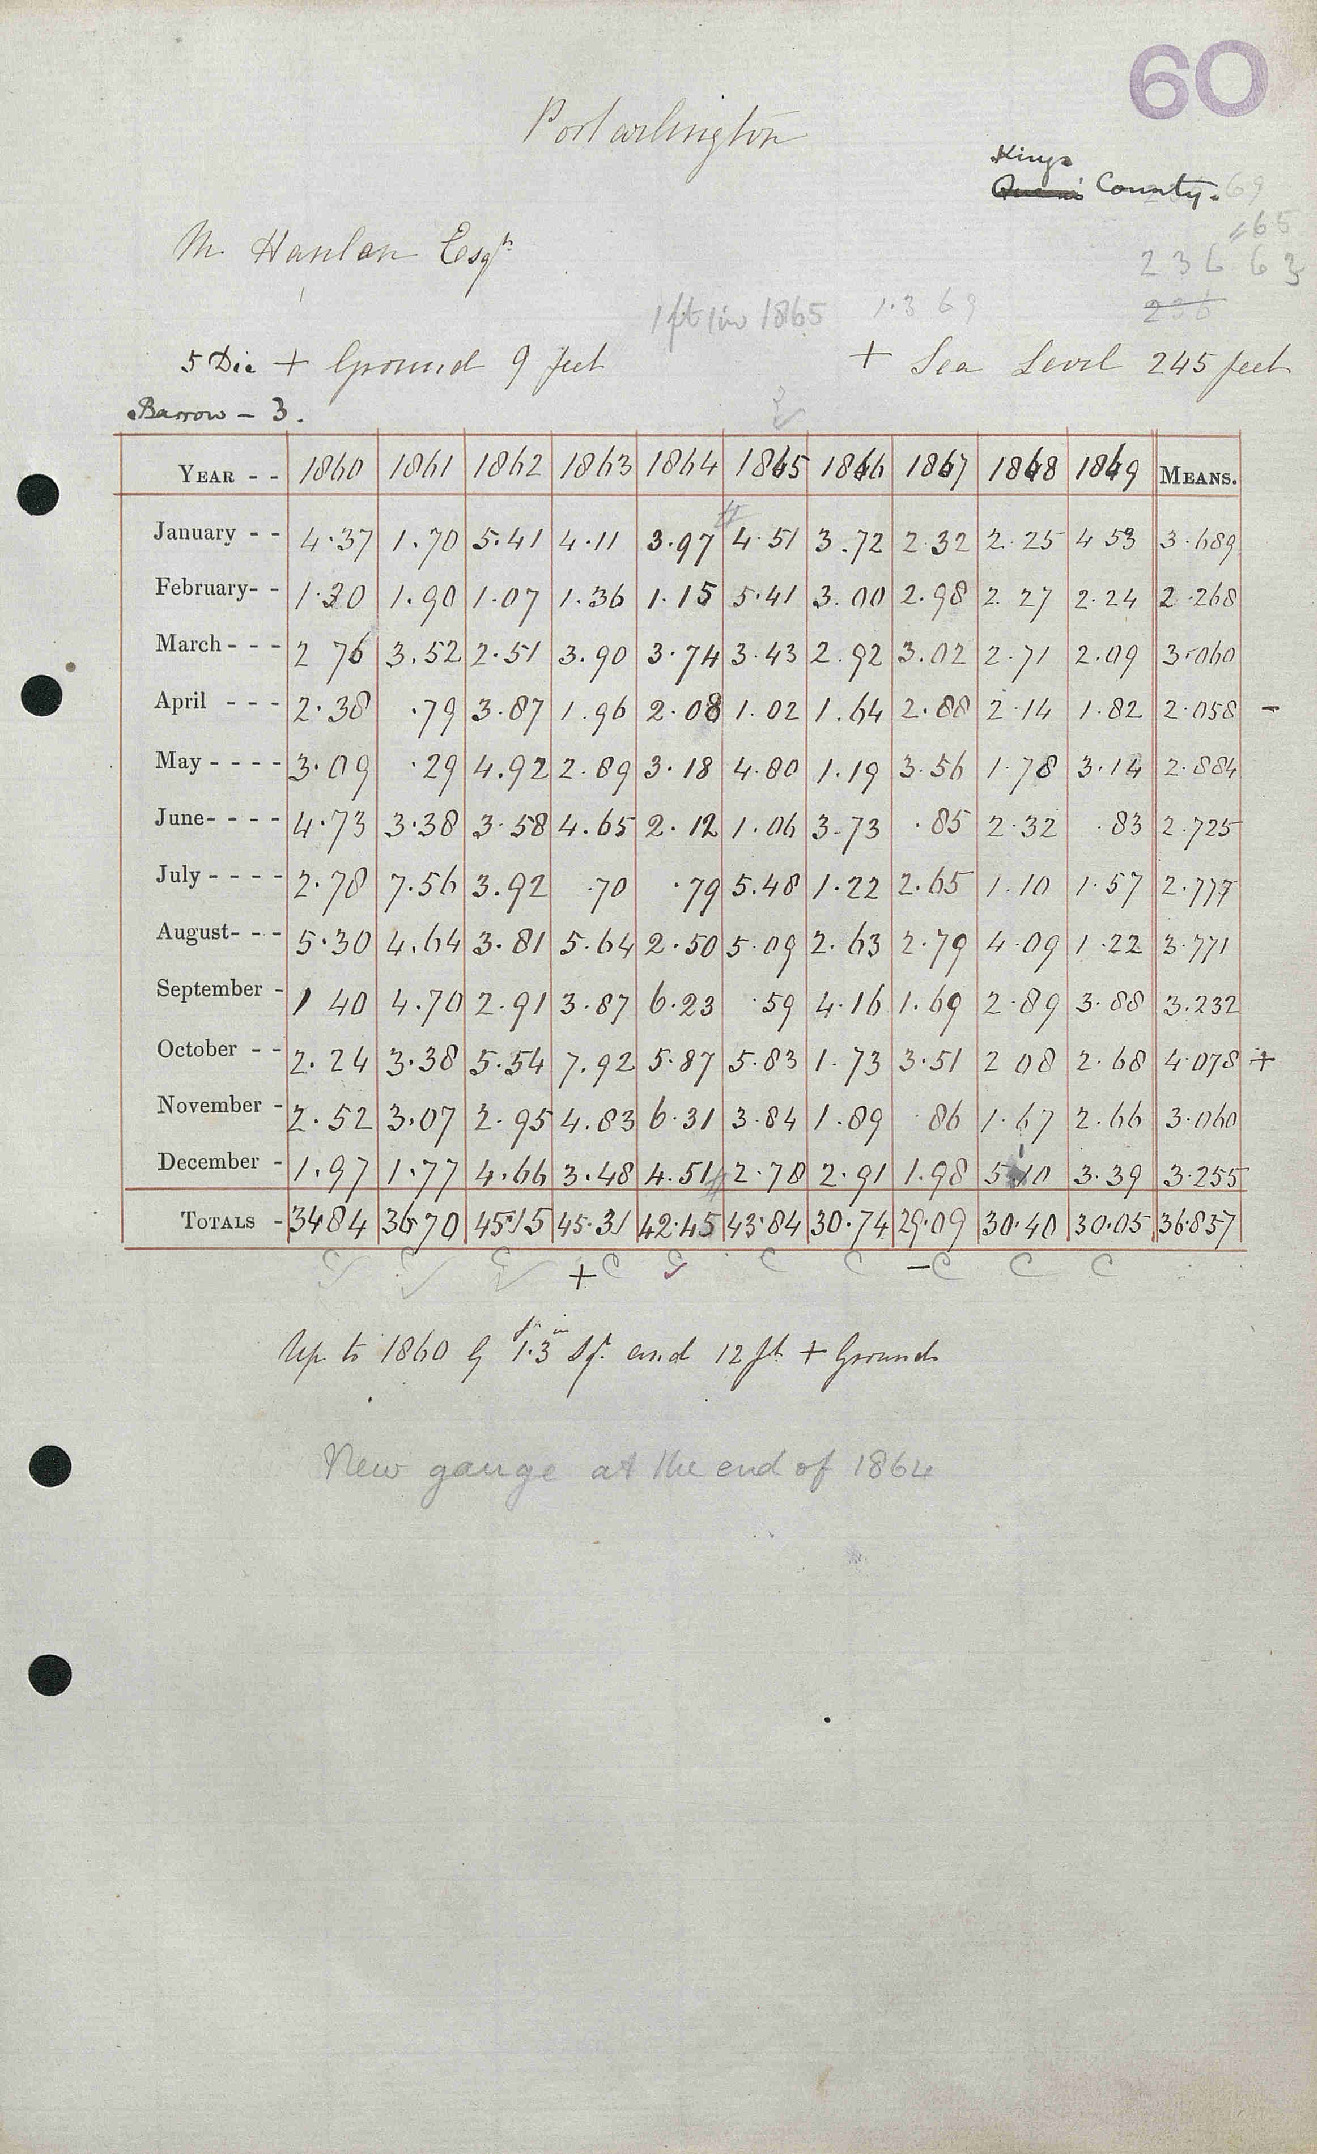 60
Portarlington
Kings
Queens County. 69
M Hanlon Esqr
.65
236.63
236
1 ft 1 in 1865 1.3 69
5 Die + Ground 9 feet + Sea Level 245 feet
Barrow - 3.
YEAR - - 1860 1861 1862 1863 1864 1865 1866 1867 1868 1869 MEANS.
January - - 4.37 1.70 5.41 4.11 3.97 4.51 3.72 2.32 2.25 4 53 3.689
February- - 1.30 1.90 1.07 1.36 1.15 5.41 3.00 2.98 2.27 2.24 2.268
March - - - 2 76 3.52 2.51 3.90 3.74 3.43 2.92 3.02 2.71 2.09 3.060
April - - - 2.38 .79 3.87 1.96 2.08 1.02 1.64 2.88 2.14 1.82 2.058 -
May - - - - 3.09 .29 4.92 2.89 3.18 4.80 1.19 3.56 1.78 3.14 2.884
June- - - - 4.73 3.38 3.58 4.65 2.12 1.06 3.73 .85 2.32 .83 2.725
July - - - - 2.78 7.56 3.92 .70 .79 5.48 1.22 2.65 1.10 1.57 2.777
August- - - 5.30 4.64 3.81 5.64 2.50 5.09 2.63 2.79 4.09 1.22 3.771
September - 1 40 4.70 2.91 3.87 6.23 .59 4.16 1.69 2.89 3.88 3.232
October - - 2.24 3.38 5.54 7.92 5.87 5.83 1.73 3.51 2 08 2.68 4.078 +
November - 2.52 3.07 2.95 4.83 6.31 3.84 1.89 86 1.67 2.66 3.060
December - 1.97 1.77 4.66 3.48 4.51 2.78 2.91 1.98 5.10 3.39 3.255
TOTALS - 34 84 36.70 45.15 45.31 42.45 43.84 30.74 29.09 30.40 30.05 36.857
C C C + C C C - C C C
Up to 1860 G 1.3 Sq. and 12 ft + Ground
New gauge at the end of 1864